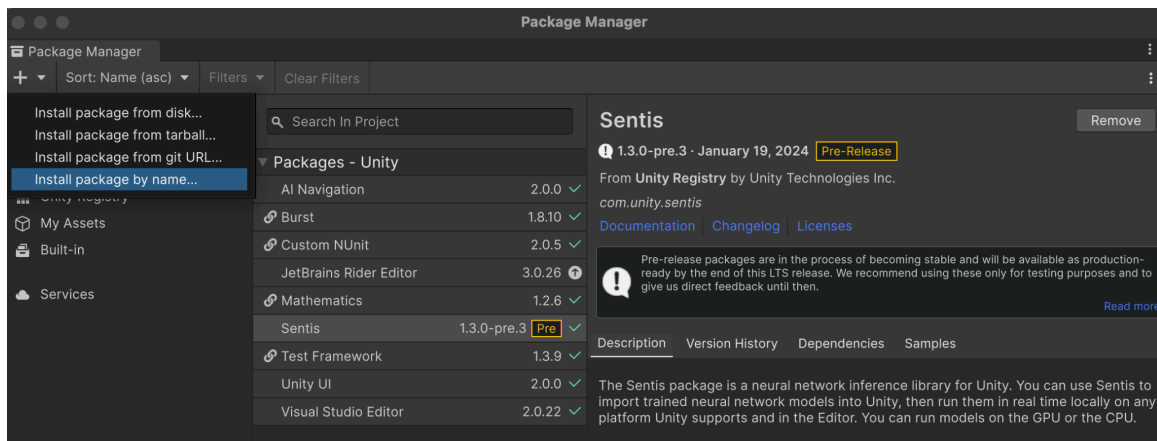 Package Manager
Package Manager
Sort: Name (asc)
Filters
Clear Filters
Install package from disk...
Install package from tarball...
Install package from git URL...
Install package by name...
Unity Registry
My Assets
Built-in
Services
Search In Project
Packages - Unity
AI Navigation 2.0.0
Burst 1.8.10
Custom NUnit 2.0.5
JetBrains Rider Editor 3.0.26
Mathematics 1.2.6
Sentis 1.3.0-pre.3 Pre
Test Framework 1.3.9
Unity UI 2.0.0
Visual Studio Editor 2.0.22
Sentis
Remove
1.3.0-pre.3 · January 19, 2024 Pre-Release
From Unity Registry by Unity Technologies Inc.
com.unity.sentis
Documentation Changelog Licenses
Pre-release packages are in the process of becoming stable and will be available as production-
ready by the end of this LTS release. We recommend using these only for testing purposes and to
give us direct feedback until then.
Read more
Description Version History Dependencies Samples
The Sentis package is a neural network inference library for Unity. You can use Sentis to
import trained neural network models into Unity, then run them in real time locally on any
platform Unity supports and in the Editor. You can run models on the GPU or the CPU.